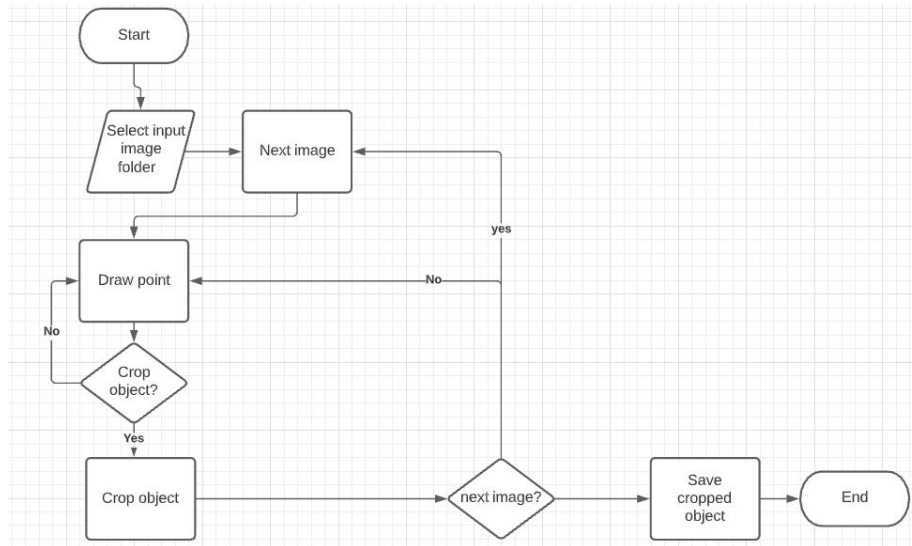 Start
Select input
image
folder
Next image
yes
Draw point
No
No
Crop
object?
Yes
Crop object
next image?
Save
cropped
object
End